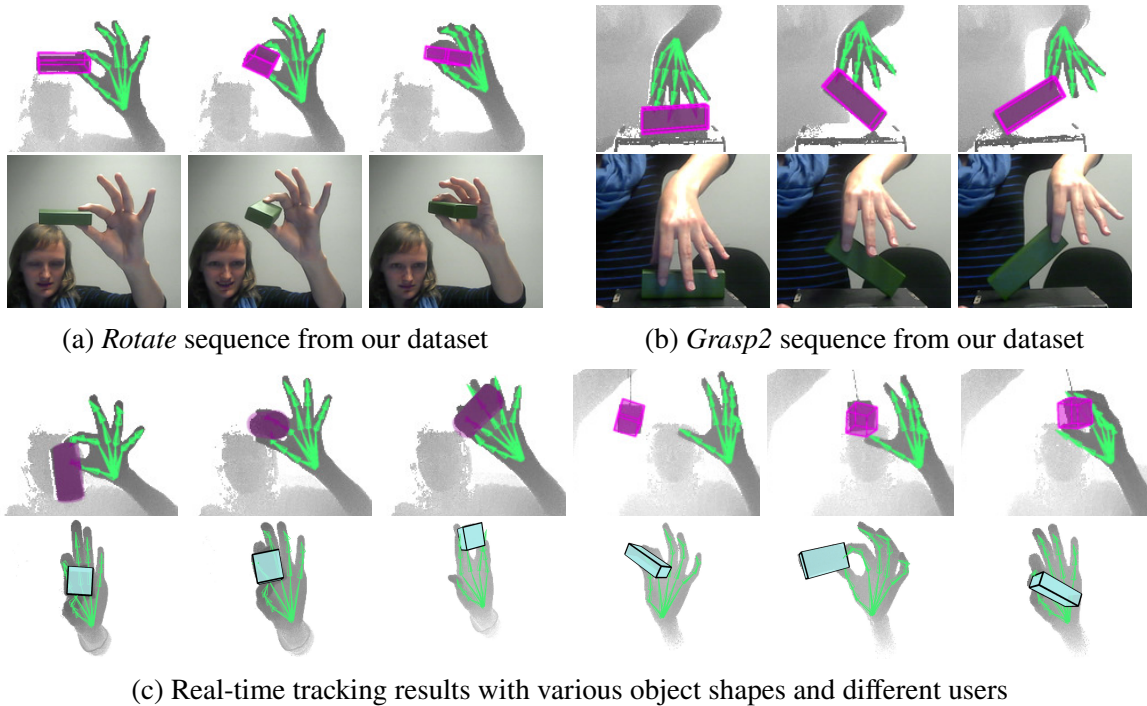 (a) Rotate sequence from our dataset
(b) Grasp2 sequence from our dataset
(c) Real-time tracking results with various object shapes and different users